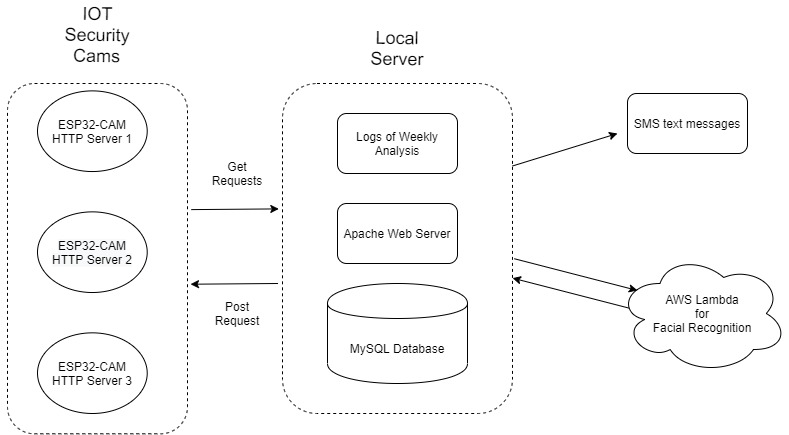 IOT
Security
Cams
ESP32-CAM
HTTP Server 1
ESP32-CAM
HTTP Server 2
ESP32-CAM
HTTP Server 3
Get
Requests
Post
Request
Local
Server
Logs of Weekly
Analysis
Apache Web Server
MySQL Database
SMS text messages
AWS Lambda
for
Facial Recognition